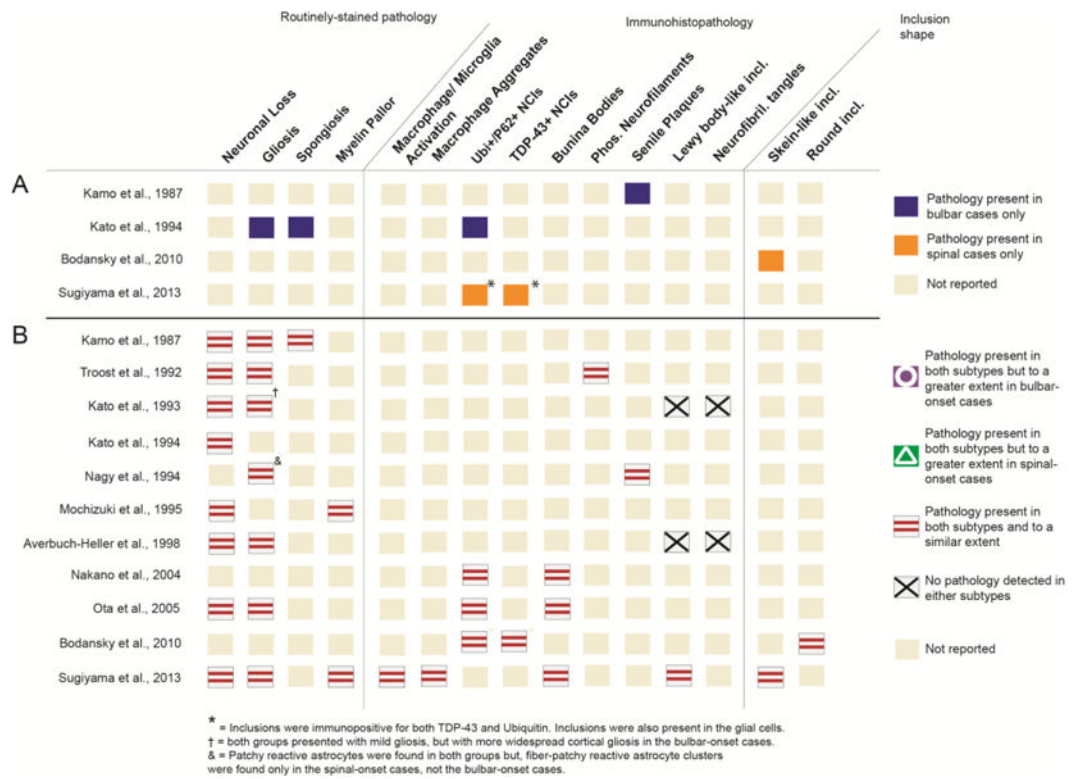 Routinely-stained pathology
Immunohistopathology
Inclusion
shape
Neuronal Loss
Gliosis
Spongiosis
Myelin Pallor
Macrophage/ Microglia
Activation
Macrophage Aggregates
Ubi+/P62+ NCIs
TDP-43+ NCIs
Bunina Bodies
Phos. Neurofilaments
Senile Plaques
Lewy body-like incl.
Neurofibril. tangles
Skein-like incl.
Round incl.
A
Kamo et al., 1987
Kato et al., 1994
Bodansky et al., 2010
Sugiyama et al., 2013
*
*
Pathology present in
bulbar cases only
Pathology present in
spinal cases only
Not reported
B
Kamo et al., 1987
Troost et al., 1992
Kato et al., 1993
†
Kato et al., 1994
Nagy et al., 1994
&
Mochizuki et al., 1995
Averbuch-Heller et al., 1998
Nakano et al., 2004
Ota et al., 2005
Bodansky et al., 2010
Sugiyama et al., 2013
Pathology present in
both subtypes but to a
greater extent in bulbar-
onset cases
Pathology present in
both subtypes but to a
greater extent in spinal-
onset cases
Pathology present in
both subtypes and to a
similar extent
No pathology detected in
either subtypes
Not reported
* = Inclusions were immunopositive for both TDP-43 and Ubiquitin. Inclusions were also present in the glial cells.
† = both groups presented with mild gliosis, but with more widespread cortical gliosis in the bulbar-onset cases.
& = Patchy reactive astrocytes were found in both groups but, fiber-patchy reactive astrocyte clusters
were found only in the spinal-onset cases, not the bulbar-onset cases.